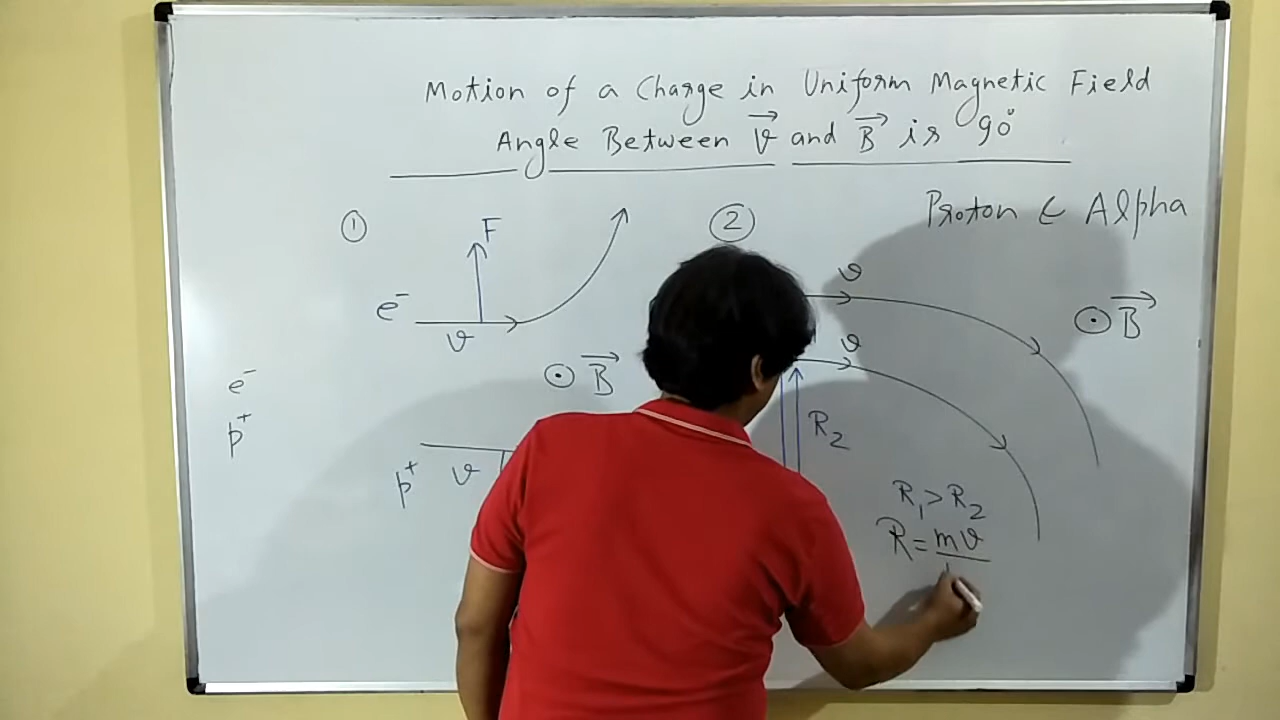 Motion of a Charge in Uniform Magnetic Field
Angle Between v⃗ and B⃗ is 90°
①
F
e⁻
v
②
Proton & Alpha
v
⊙ B⃗
v
⊙ B⃗
R₂
e⁻
p⁺
p⁺
v
R₁ > R₂
R = mv